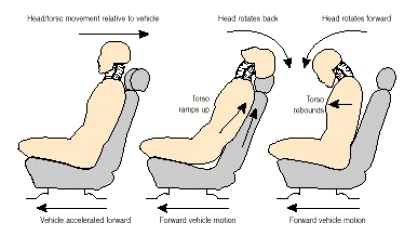 Head/torso movement relative to vehicle
Head rotates back
Head rotates forward
Torso
ramps up
Torso
rebounds
Vehicle accelerated forward
Forward vehicle motion
Forward vehicle motion